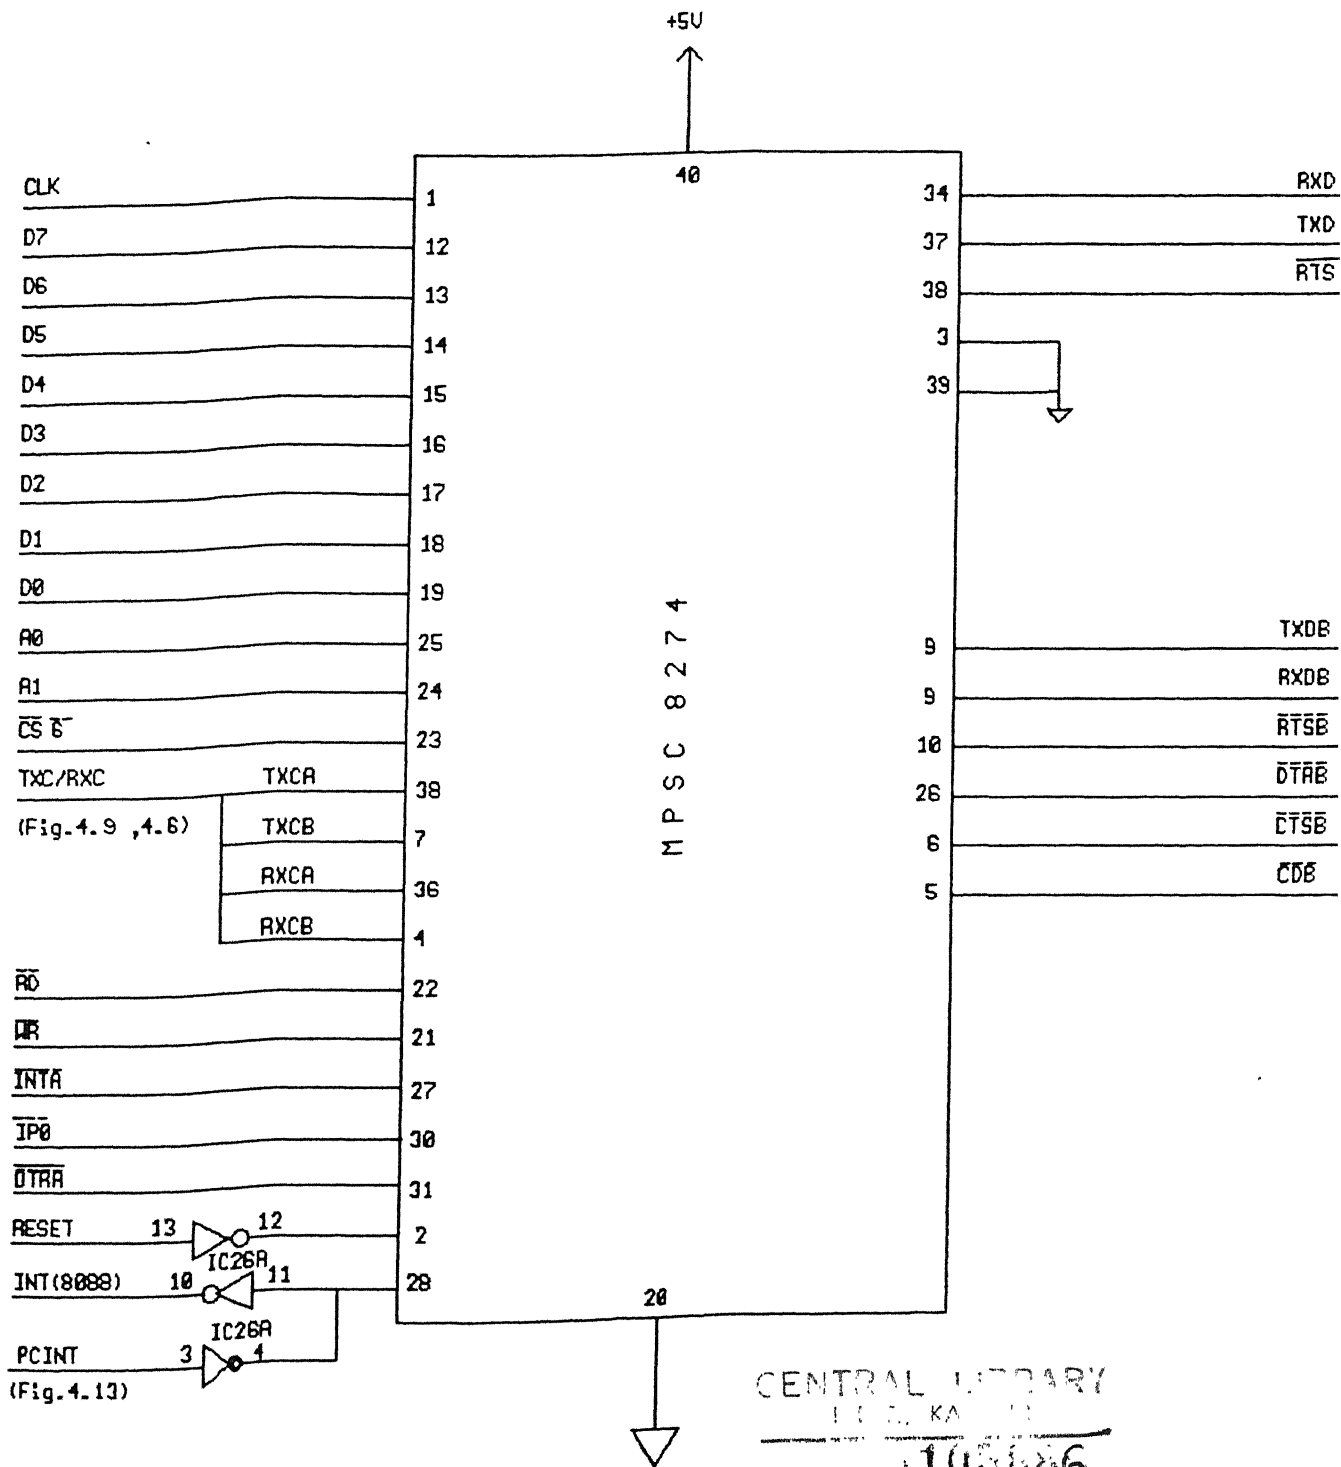 +5V
40
CLK 1
D7 12
D6 13
D5 14
D4 15
D3 16
D2 17
D1 18
D0 19
A0 25
A1 24
CS 6 23
TXC/RXC TXCA 38
(Fig.4.9 ,4.6) TXCB 7
RXCA 36
RXCB 4
RD 22
WR 21
INTA 27
IP0 30
DTRA 31
RESET 13 12 2
IC26A
INT(8088) 10 11 28
IC26A
PCINT 3 4
(Fig.4.13)
MPSC 8274
34 RXD
37 TXD
38 RTS
3
39
9 TXDB
9 RXDB
10 RTSB
26 DTAB
6 CTSB
5 CDB
20
CENTRAL LIBRARY